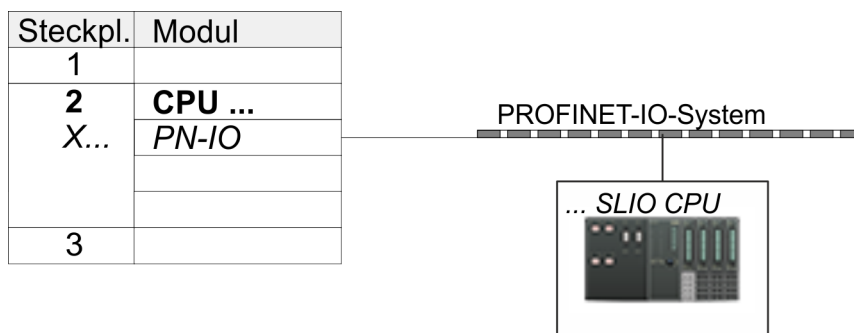 Steckpl. Modul
1
2 CPU ...
X... PN-IO
3
PROFINET-IO-System
... SLIO CPU